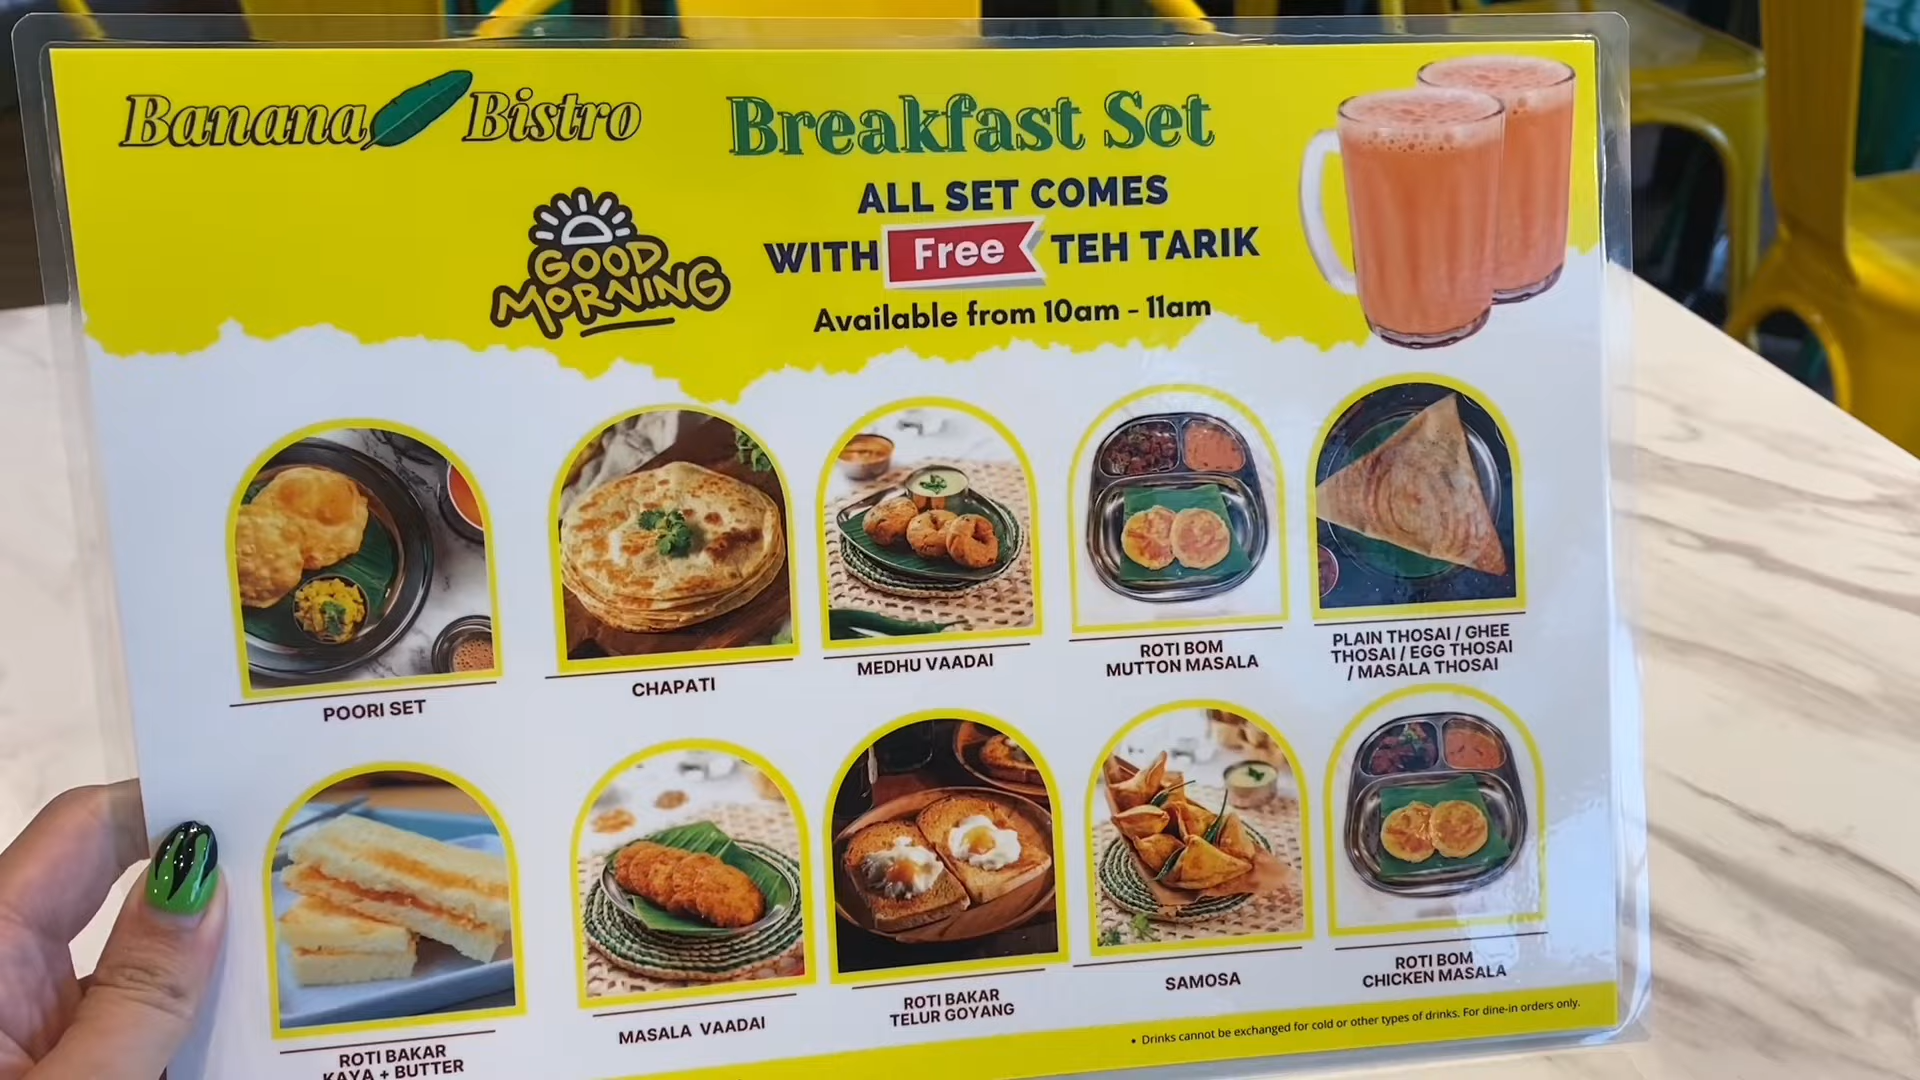 Banana Bistro
Breakfast Set
ALL SET COMES
WITH Free TEH TARIK
Available from 10am - 11am
GOOD
MORNING
POORI SET
CHAPATI
MEDHU VAADAI
ROTI BOM
MUTTON MASALA
PLAIN THOSAI / GHEE
THOSAI / EGG THOSAI
/ MASALA THOSAI
ROTI BAKAR
KAYA + BUTTER
MASALA VAADAI
ROTI BAKAR
TELUR GOYANG
SAMOSA
ROTI BOM
CHICKEN MASALA
• Drinks cannot be exchanged for cold or other types of drinks. For dine-in orders only.